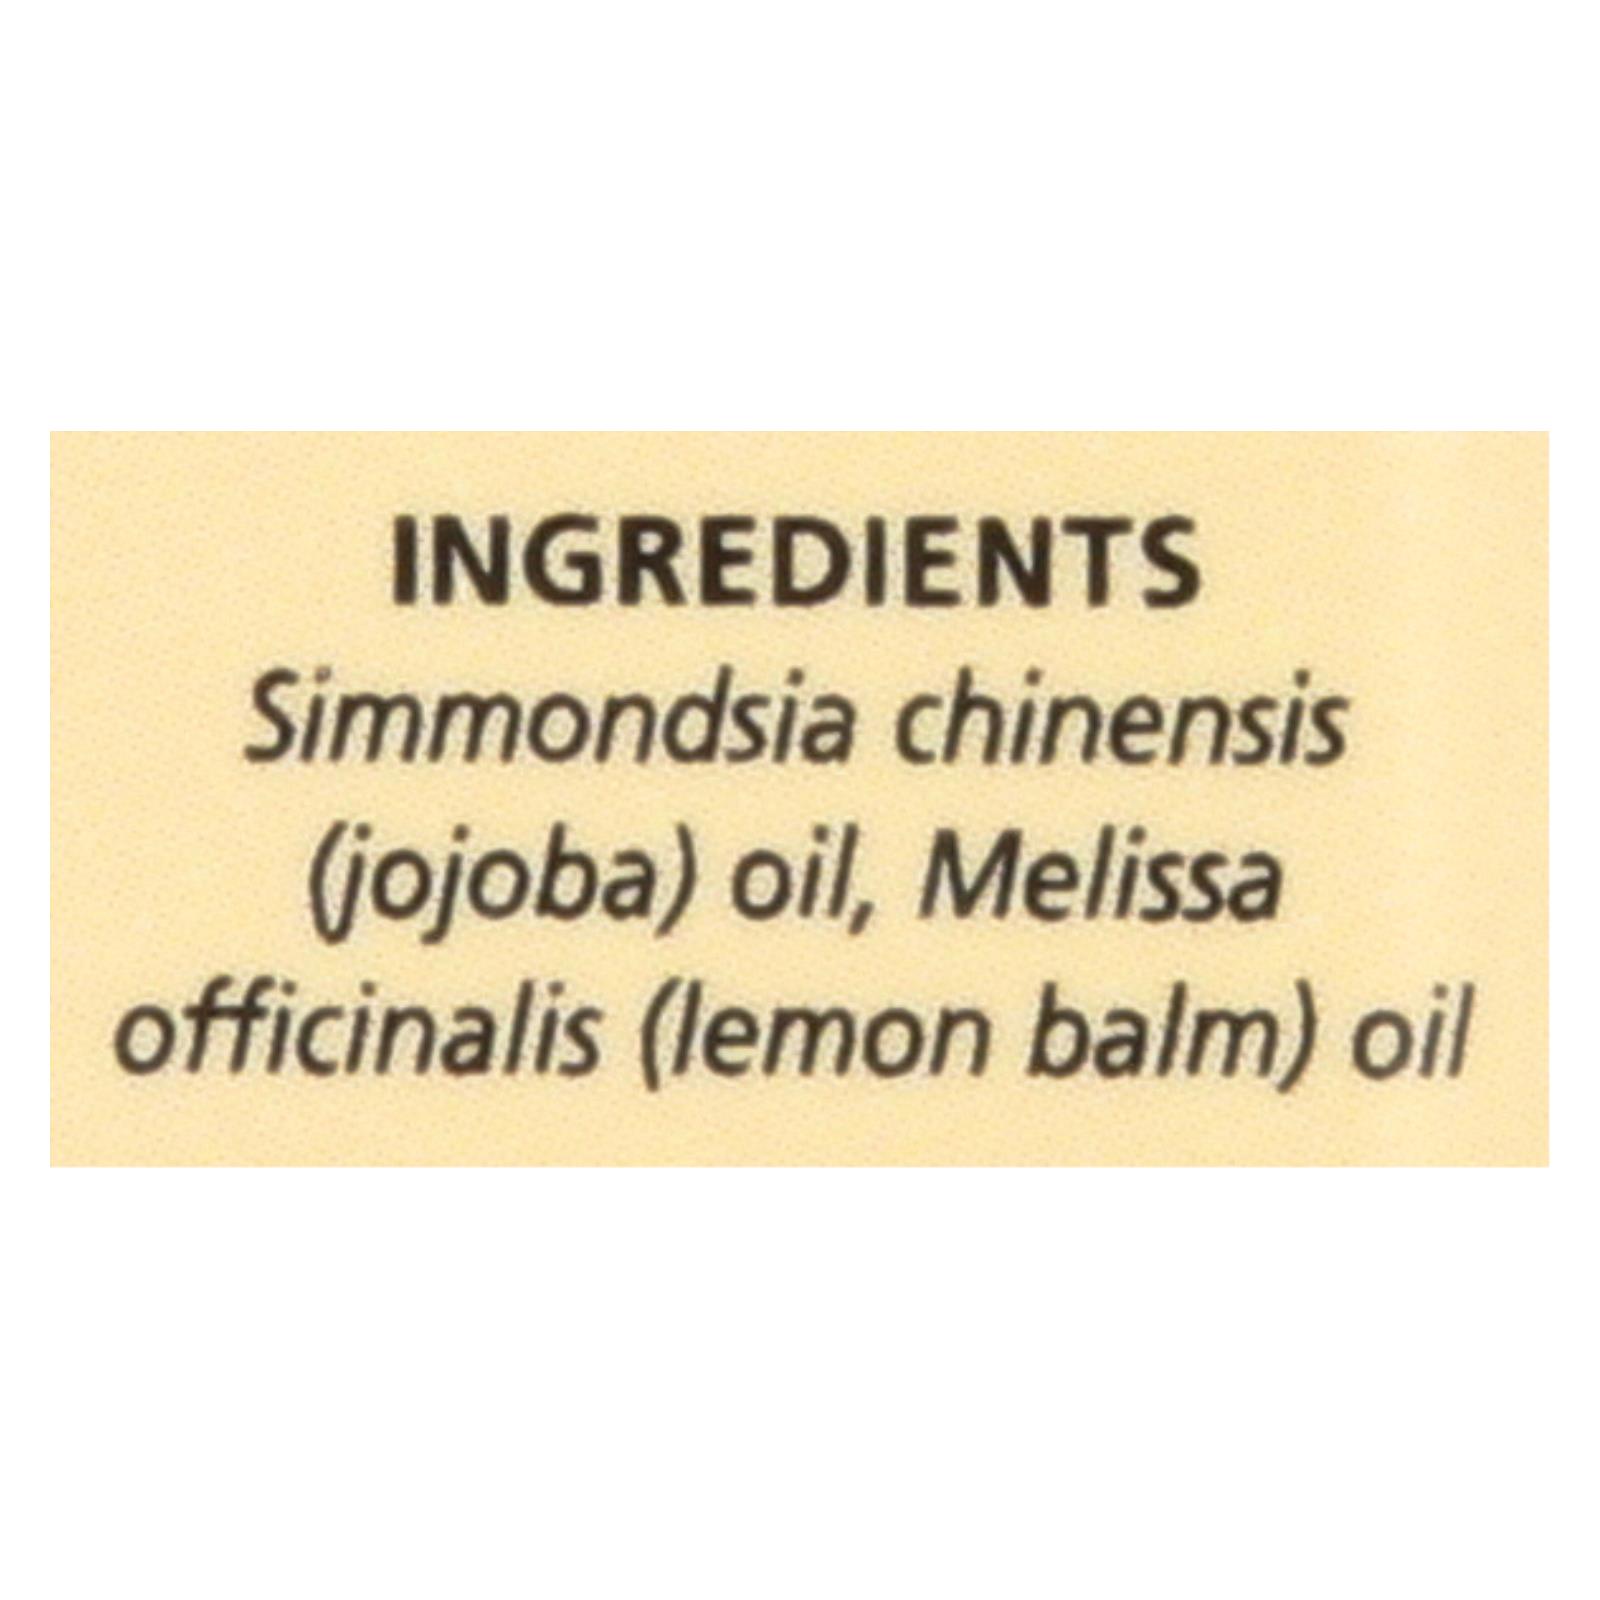 INGREDIENTS
Simmondsia chinensis
(jojoba) oil, Melissa
officinalis (lemon balm) oil